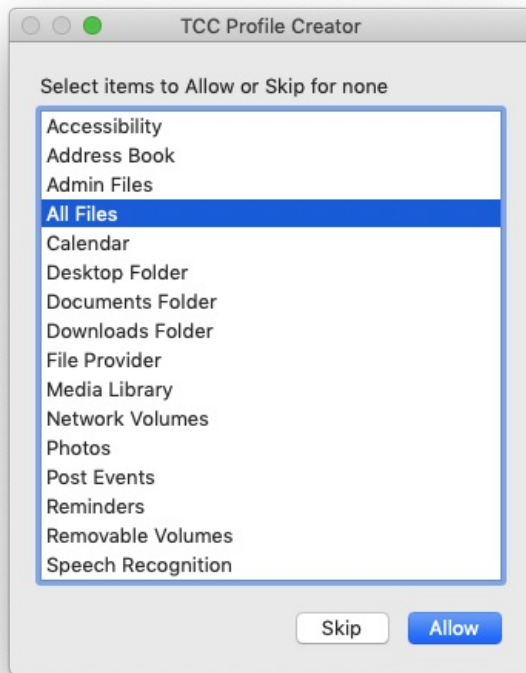 TCC Profile Creator
Select items to Allow or Skip for none
Accessibility
Address Book
Admin Files
All Files
Calendar
Desktop Folder
Documents Folder
Downloads Folder
File Provider
Media Library
Network Volumes
Photos
Post Events
Reminders
Removable Volumes
Speech Recognition
Skip Allow